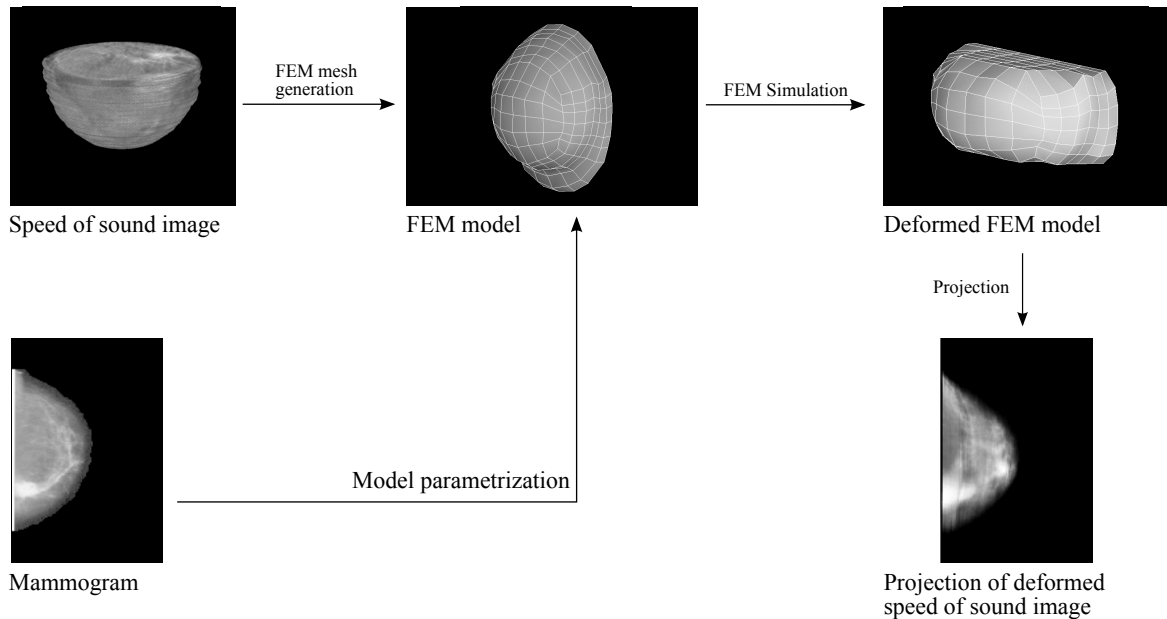 FEM mesh
generation
FEM Simulation
Speed of sound image
FEM model
Deformed FEM model
Projection
Model parametrization
Mammogram
Projection of deformed
speed of sound image